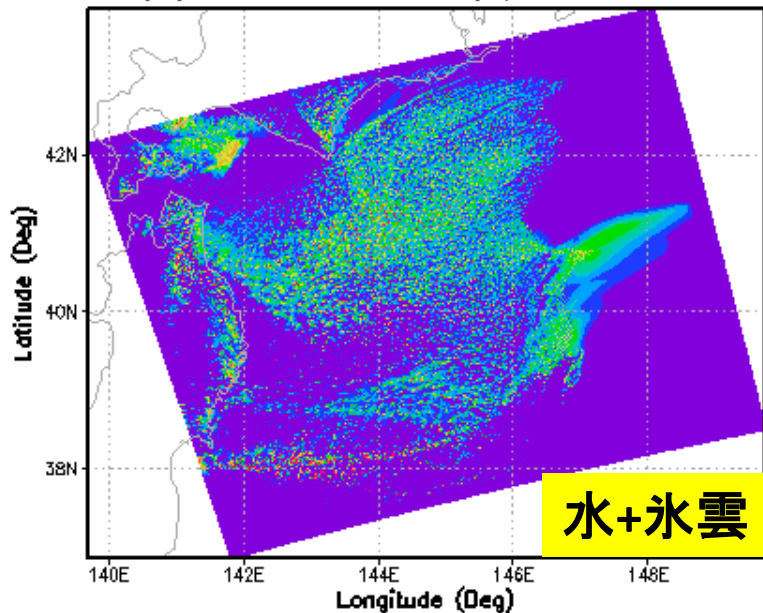 42N
40N
38N
140E 142E 144E 146E 148E
Latitude (Deg)
Longitude (Deg)
水+氷雲